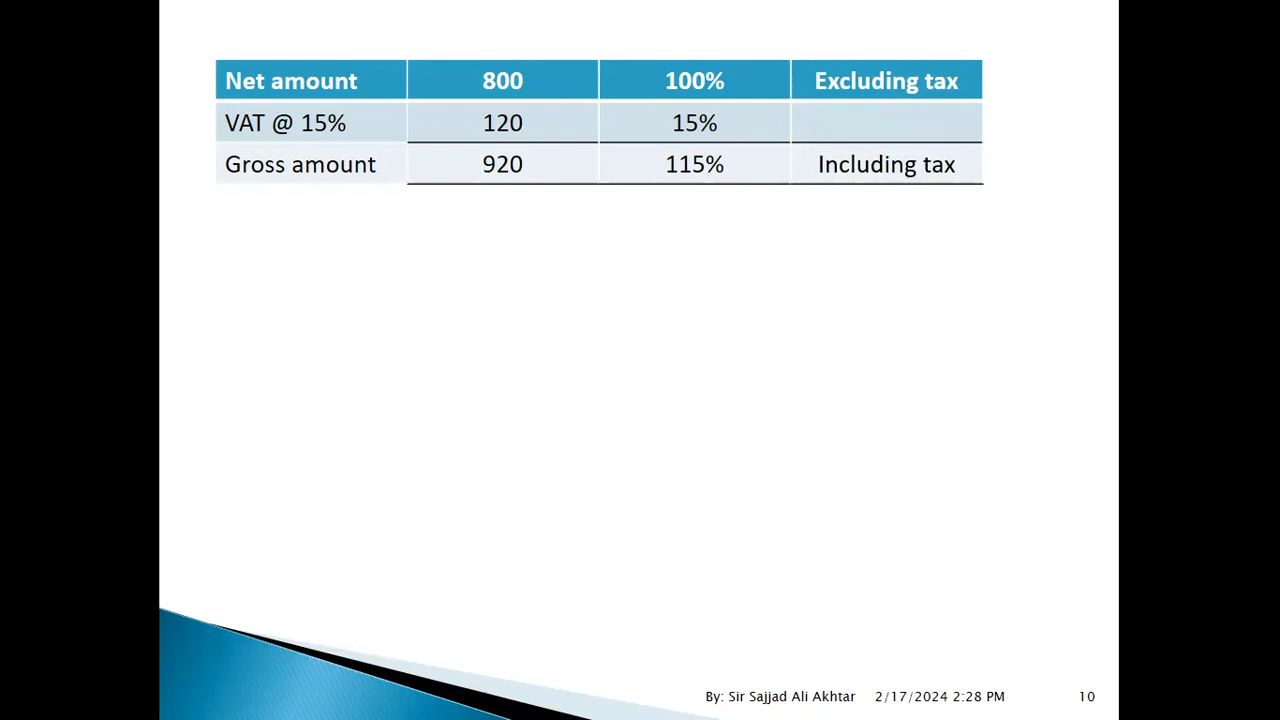 Net amount 800 100% Excluding tax
VAT @ 15% 120 15%
Gross amount 920 115% Including tax
By: Sir Sajjad Ali Akhtar 2/17/2024 2:28 PM 10